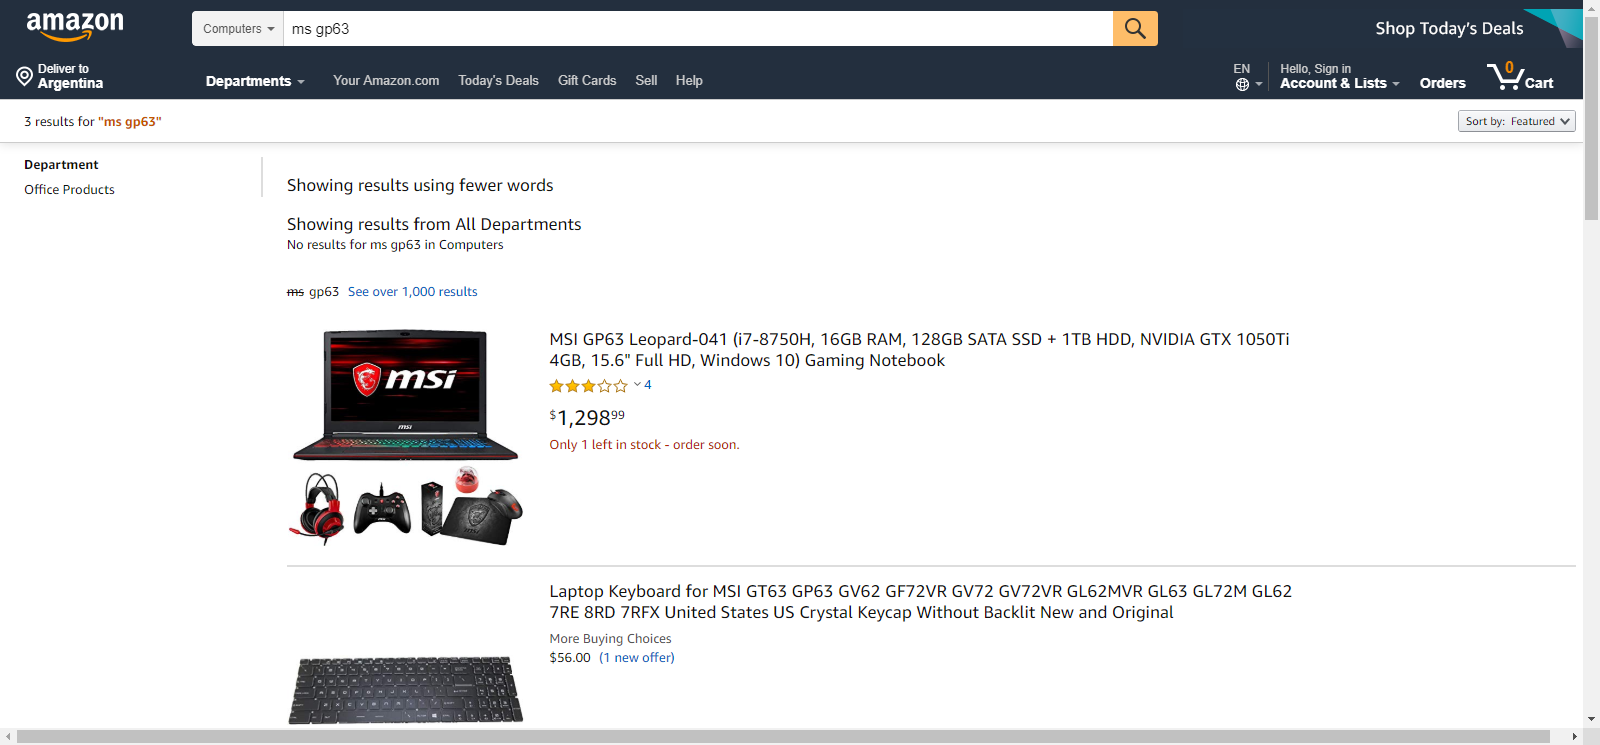 amazon
Computers
ms gp63
Shop Today's Deals
Deliver to
Argentina
Departments
Your Amazon.com
Today's Deals
Gift Cards
Sell
Help
EN
Hello, Sign in
Account & Lists
Orders
0
Cart
3 results for "ms gp63"
Sort by: Featured
Department
Office Products
Showing results using fewer words
Showing results from All Departments
No results for ms gp63 in Computers
ms gp63 See over 1,000 results
MSI GP63 Leopard-041 (i7-8750H, 16GB RAM, 128GB SATA SSD + 1TB HDD, NVIDIA GTX 1050Ti
4GB, 15.6" Full HD, Windows 10) Gaming Notebook
4
$1,298.99
Only 1 left in stock - order soon.
msi
msi
Laptop Keyboard for MSI GT63 GP63 GV62 GF72VR GV72 GV72VR GL62MVR GL63 GL72M GL62
7RE 8RD 7RFX United States US Crystal Keycap Without Backlit New and Original
More Buying Choices
$56.00 (1 new offer)